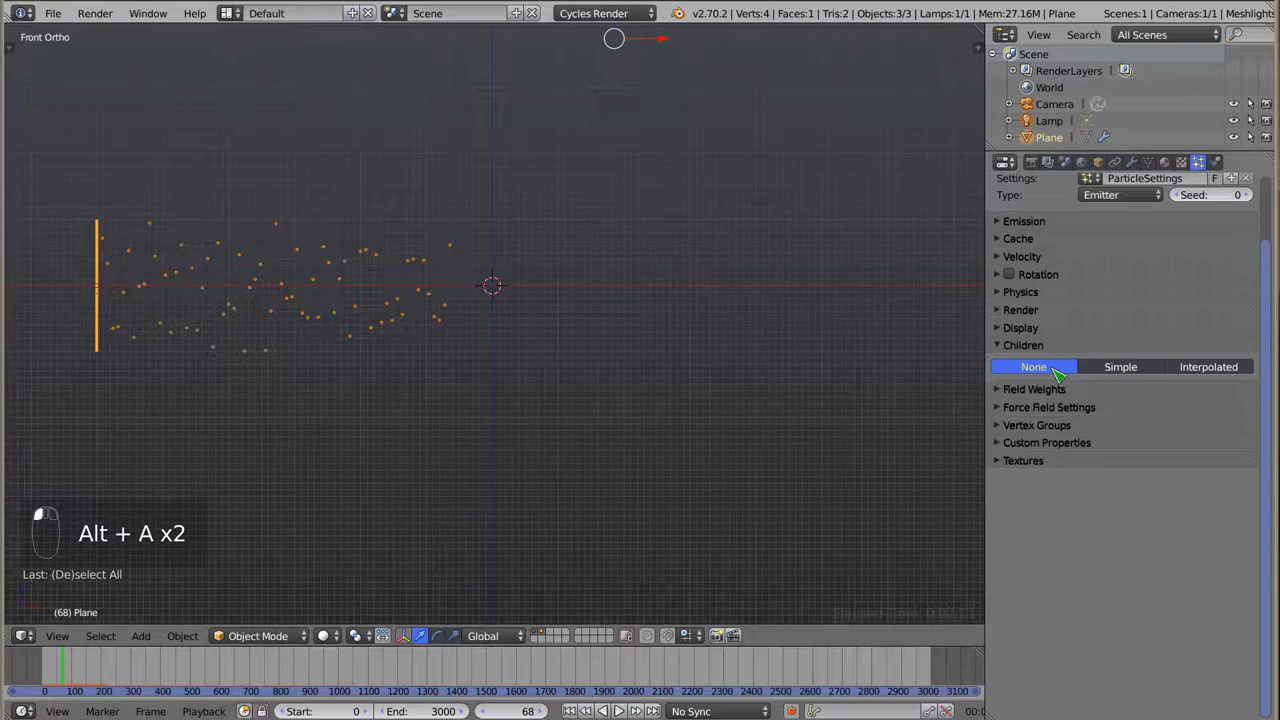 File Render Window Help Default Scene Cycles Render v2.70.2 | Verts:4 | Faces:1 | Tris:2 | Objects:3/3 | Lamps:1/1 | Mem:27.16M | Plane Scenes:1 | Cameras:1/1 | Meshlights
Front Ortho
View Search All Scenes
Scene
RenderLayers
World
Camera
Lamp
Plane
Settings: ParticleSettings F
Type: Emitter Seed: 0
Emission
Cache
Velocity
Rotation
Physics
Render
Display
Children
None Simple Interpolated
Field Weights
Force Field Settings
Vertex Groups
Custom Properties
Textures
Alt + A x2
Last: (De)select All
(68) Plane
View Select Add Object Object Mode Global
0 100 200 300 400 500 600 700 800 900 1000 1100 1200 1300 1400 1500 1600 1700 1800 1900 2000 2100 2200 2300 2400 2500 2600 2700 2800 2900 3000 3100
View Marker Frame Playback Start: 0 End: 3000 68 No Sync